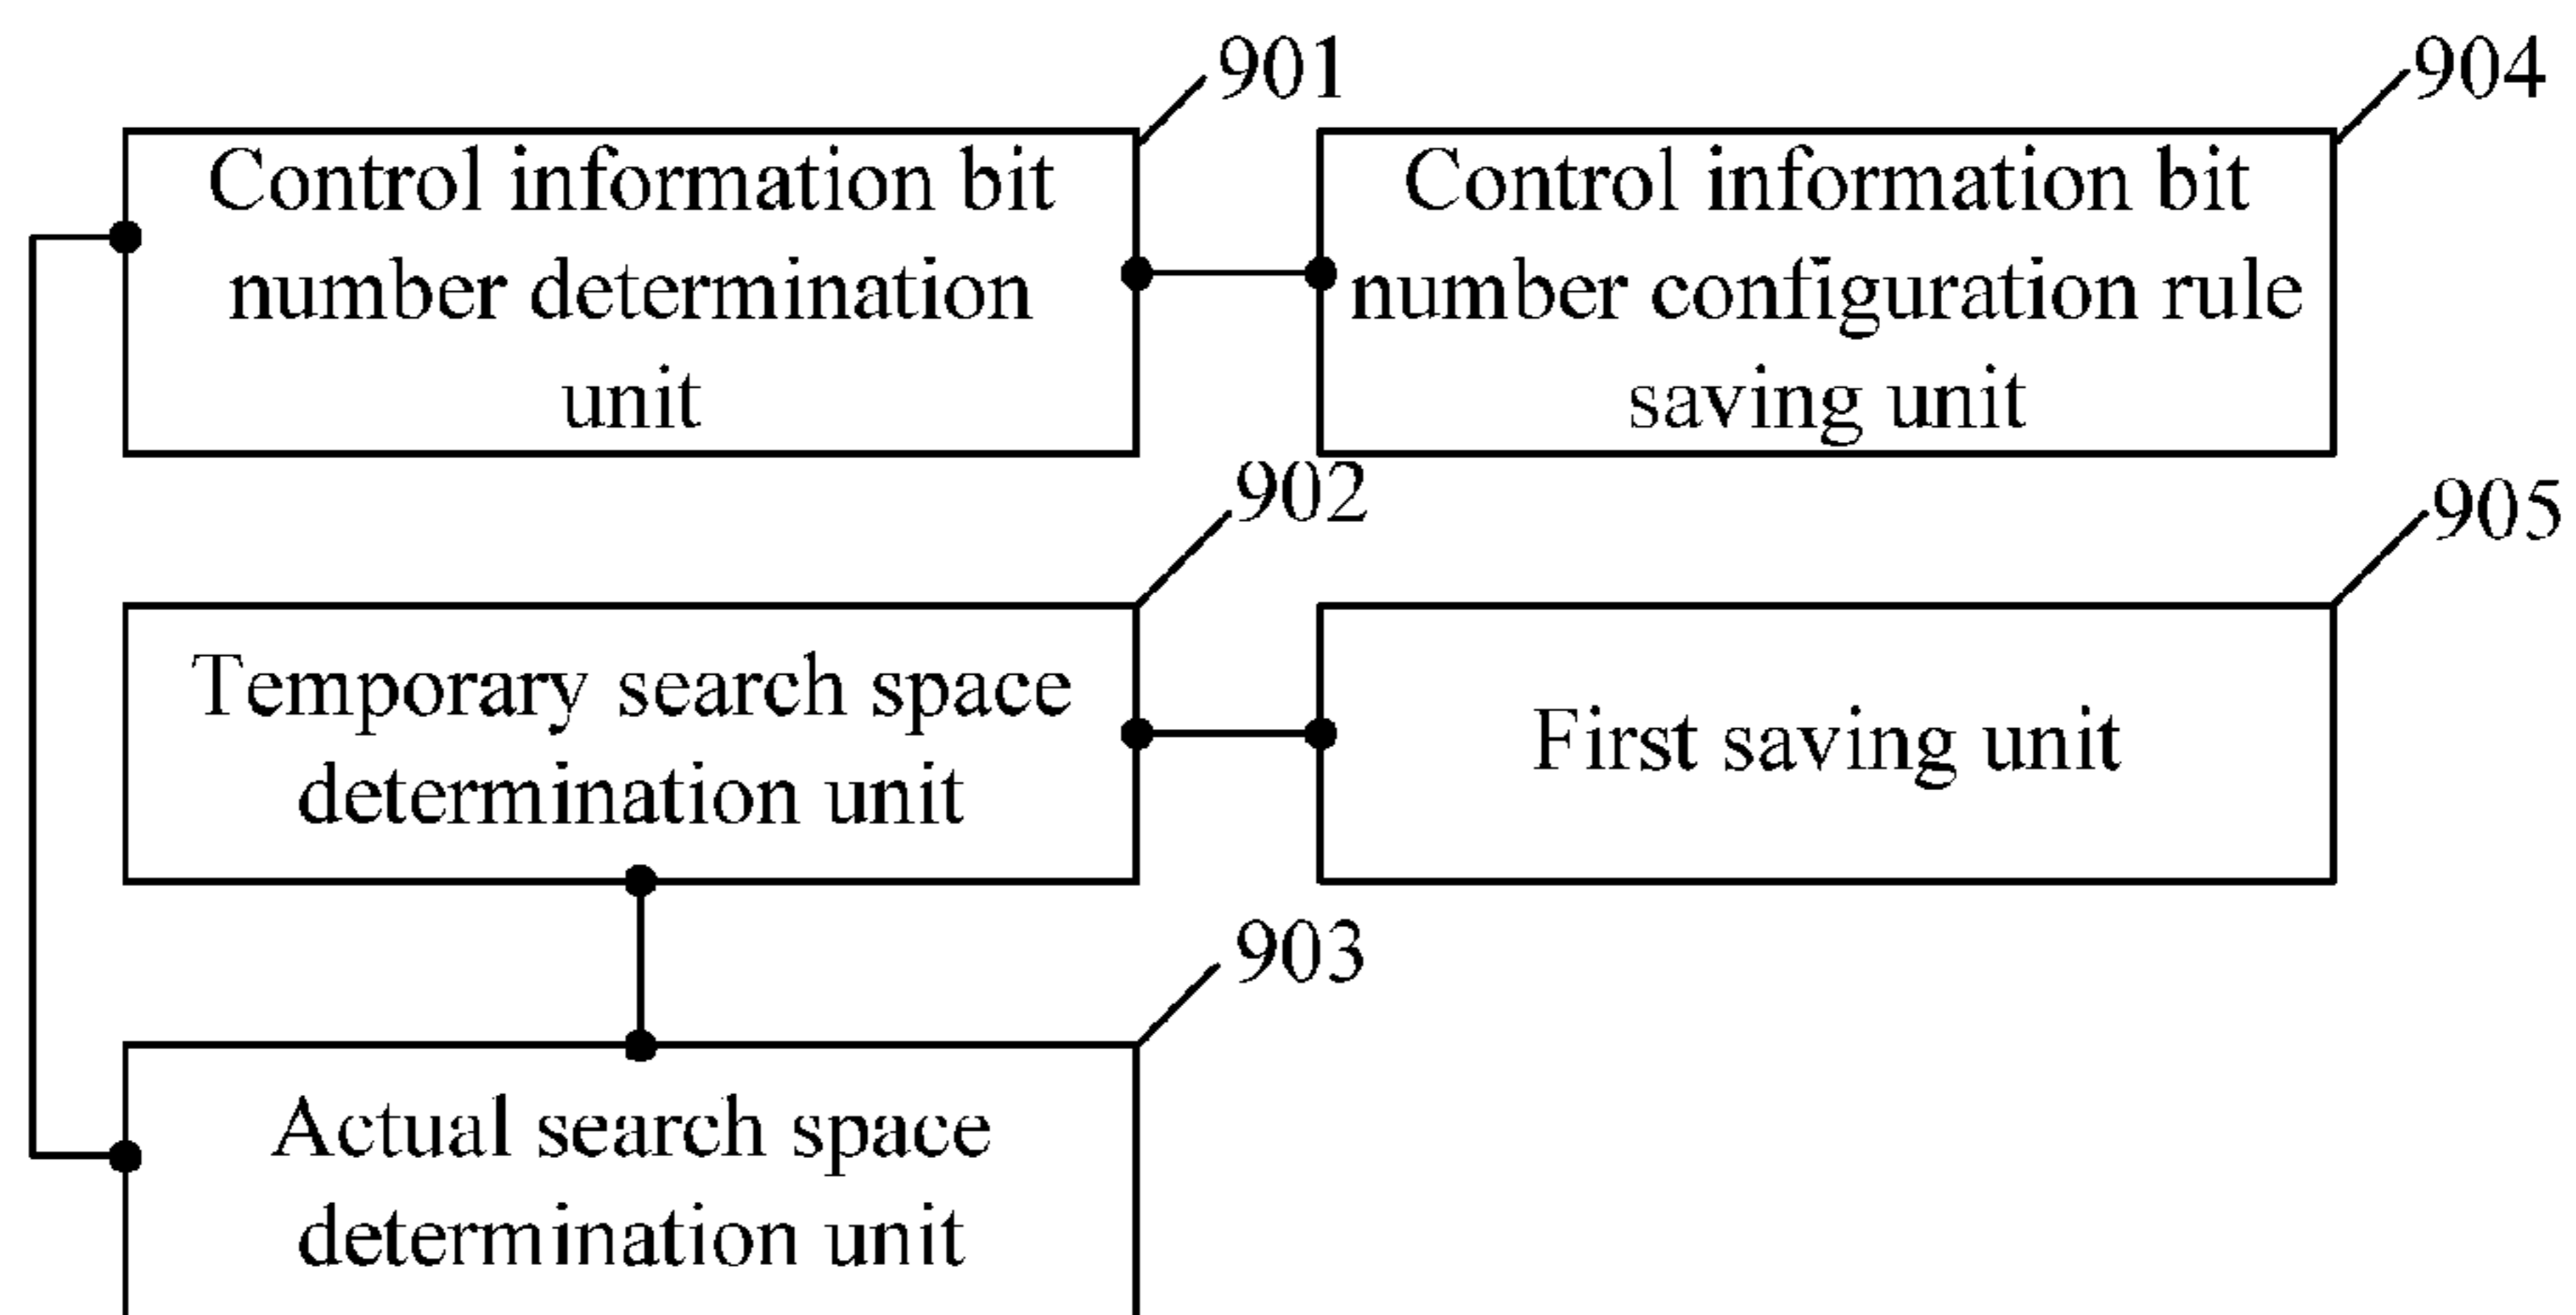 901
Control information bit
number determination
unit
904
Control information bit
number configuration rule
saving unit
902
Temporary search space
determination unit
905
First saving unit
903
Actual search space
determination unit